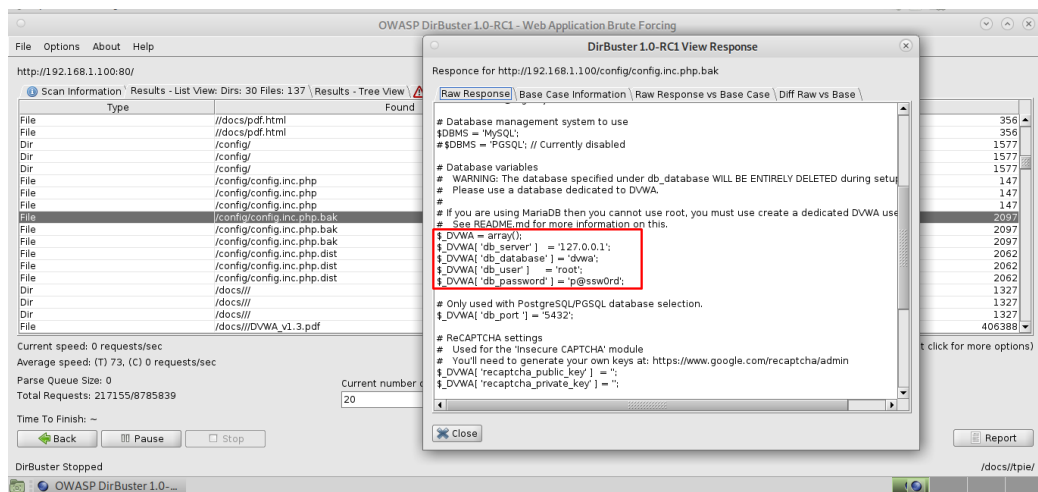 OWASP DirBuster 1.0-RC1 - Web Application Brute Forcing
File Options About Help
http://192.168.1.100:80/
Scan Information Results - List View: Dirs: 30 Files: 137 Results - Tree View
Type Found
File //docs/pdf.html 356
File //docs/pdf.html 356
Dir /config/ 1577
Dir /config/ 1577
Dir /config/ 1577
File /config/config.inc.php 147
File /config/config.inc.php 147
File /config/config.inc.php 147
File /config/config.inc.php.bak 2097
File /config/config.inc.php.bak 2097
File /config/config.inc.php.bak 2097
File /config/config.inc.php.bak 2097
File /config/config.inc.php.dist 2062
File /config/config.inc.php.dist 2062
File /config/config.inc.php.dist 2062
Dir /docs/// 1327
Dir /docs/// 1327
Dir /docs/// 1327
File /docs///DVWA_v1.3.pdf 406388
Current speed: 0 requests/sec
t click for more options)
Average speed: (T) 73, (C) 0 requests/sec
Parse Queue Size: 0
Current number
Total Requests: 217155/8785839
20
Time To Finish: ~
Back Pause Stop Report
DirBuster Stopped /docs//tpie/
OWASP DirBuster 1.0-...
DirBuster 1.0-RC1 View Response
Responce for http://192.168.1.100/config/config.inc.php.bak
Raw Response Base Case Information Raw Response vs Base Case Diff Raw vs Base
# Database management system to use
$DBMS = 'MySQL';
#$DBMS = 'PGSQL'; // Currently disabled
# Database variables
# WARNING: The database specified under db_database WILL BE ENTIRELY DELETED during setu
# Please use a database dedicated to DVWA.
#
# If you are using MariaDB then you cannot use root, you must use create a dedicated DVWA use
# See README.md for more information on this.
$_DVWA = array();
$_DVWA[ 'db_server' ] = '127.0.0.1';
$_DVWA[ 'db_database' ] = 'dvwa';
$_DVWA[ 'db_user' ] = 'root';
$_DVWA[ 'db_password' ] = 'p@ssw0rd';
# Only used with PostgreSQL/PGSQL database selection.
$_DVWA[ 'db_port '] = '5432';
# ReCAPTCHA settings
# Used for the 'Insecure CAPTCHA' module
# You'll need to generate your own keys at: https://www.google.com/recaptcha/admin
$_DVWA[ 'recaptcha_public_key' ] = '';
$_DVWA[ 'recaptcha_private_key' ] = '';
Close